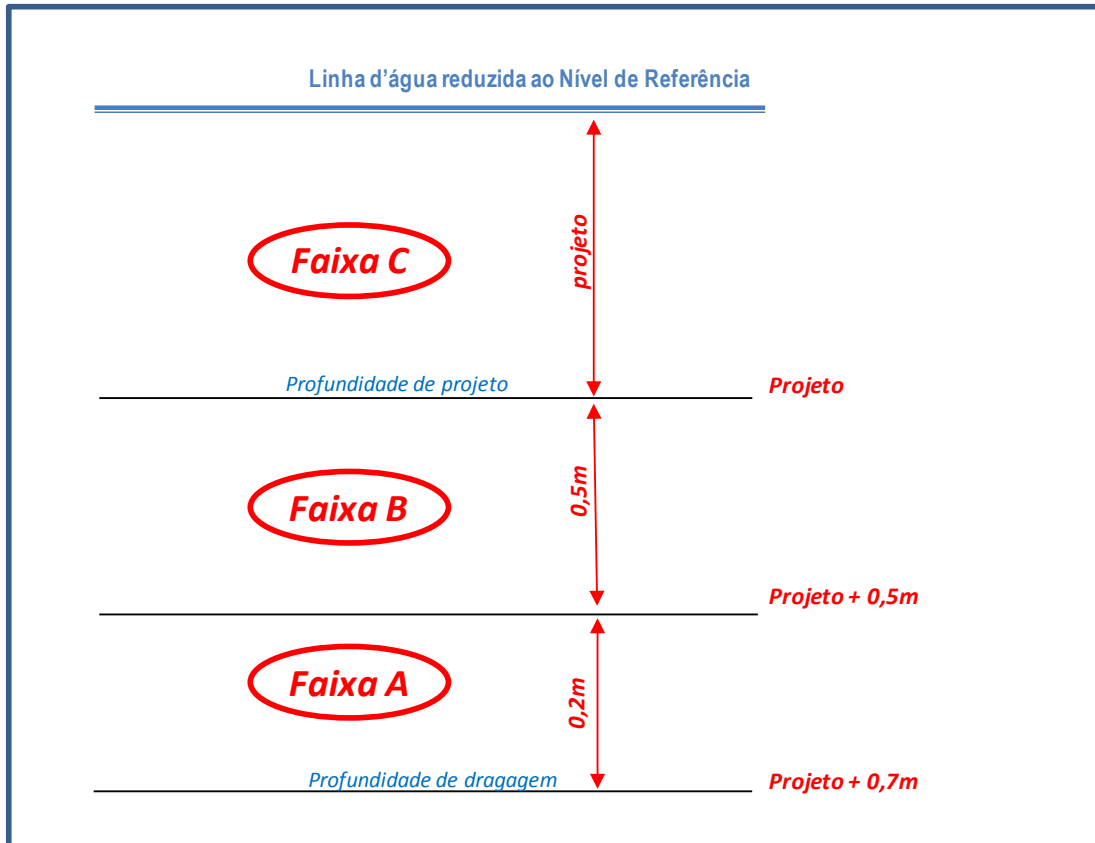 Linha d'água reduzida ao Nível de Referência
projeto
Faixa C
Profundidade de projeto
Projeto
0,5m
Faixa B
Projeto + 0,5m
0,2m
Faixa A
Profundidade de dragagem
Projeto + 0,7m